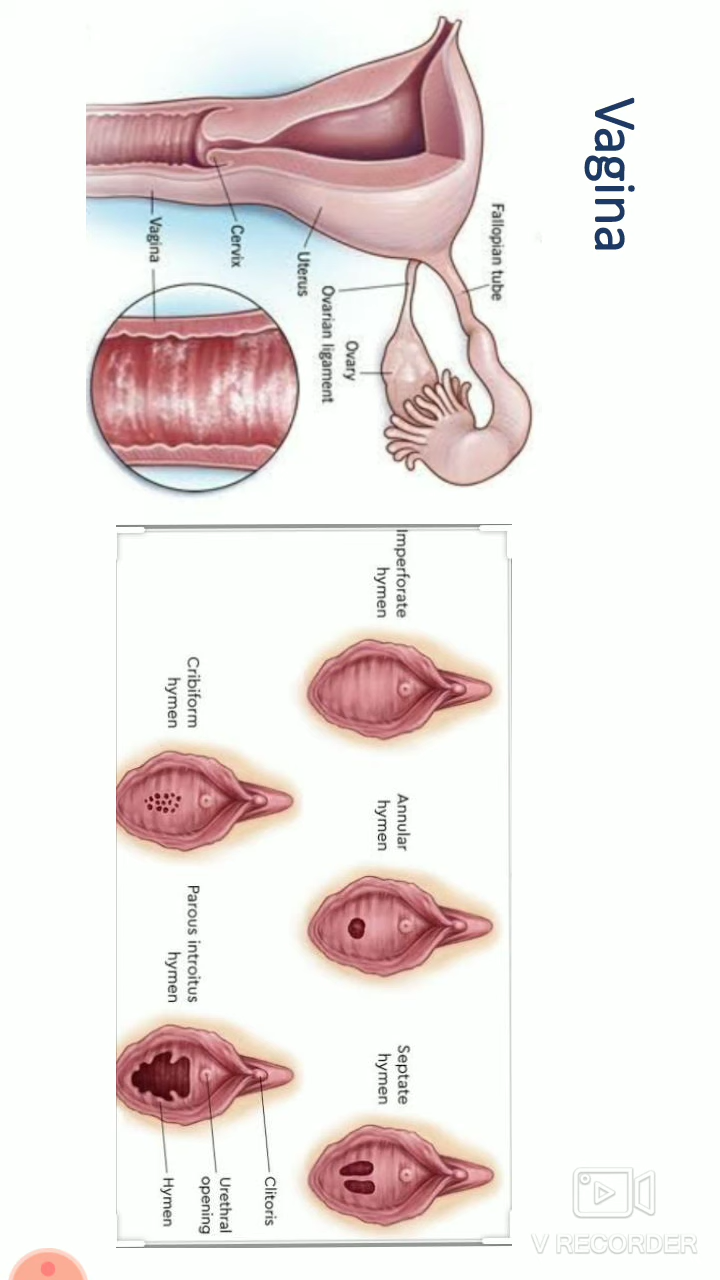 Vagina
Fallopian tube
Ovary
Ovarian ligament
Uterus
Cervix
Vagina
Imperforate
hymen
Annular
hymen
Septate
hymen
Cribiform
hymen
Parous introitus
hymen
Clitoris
Urethral
opening
Hymen
V RECORDER